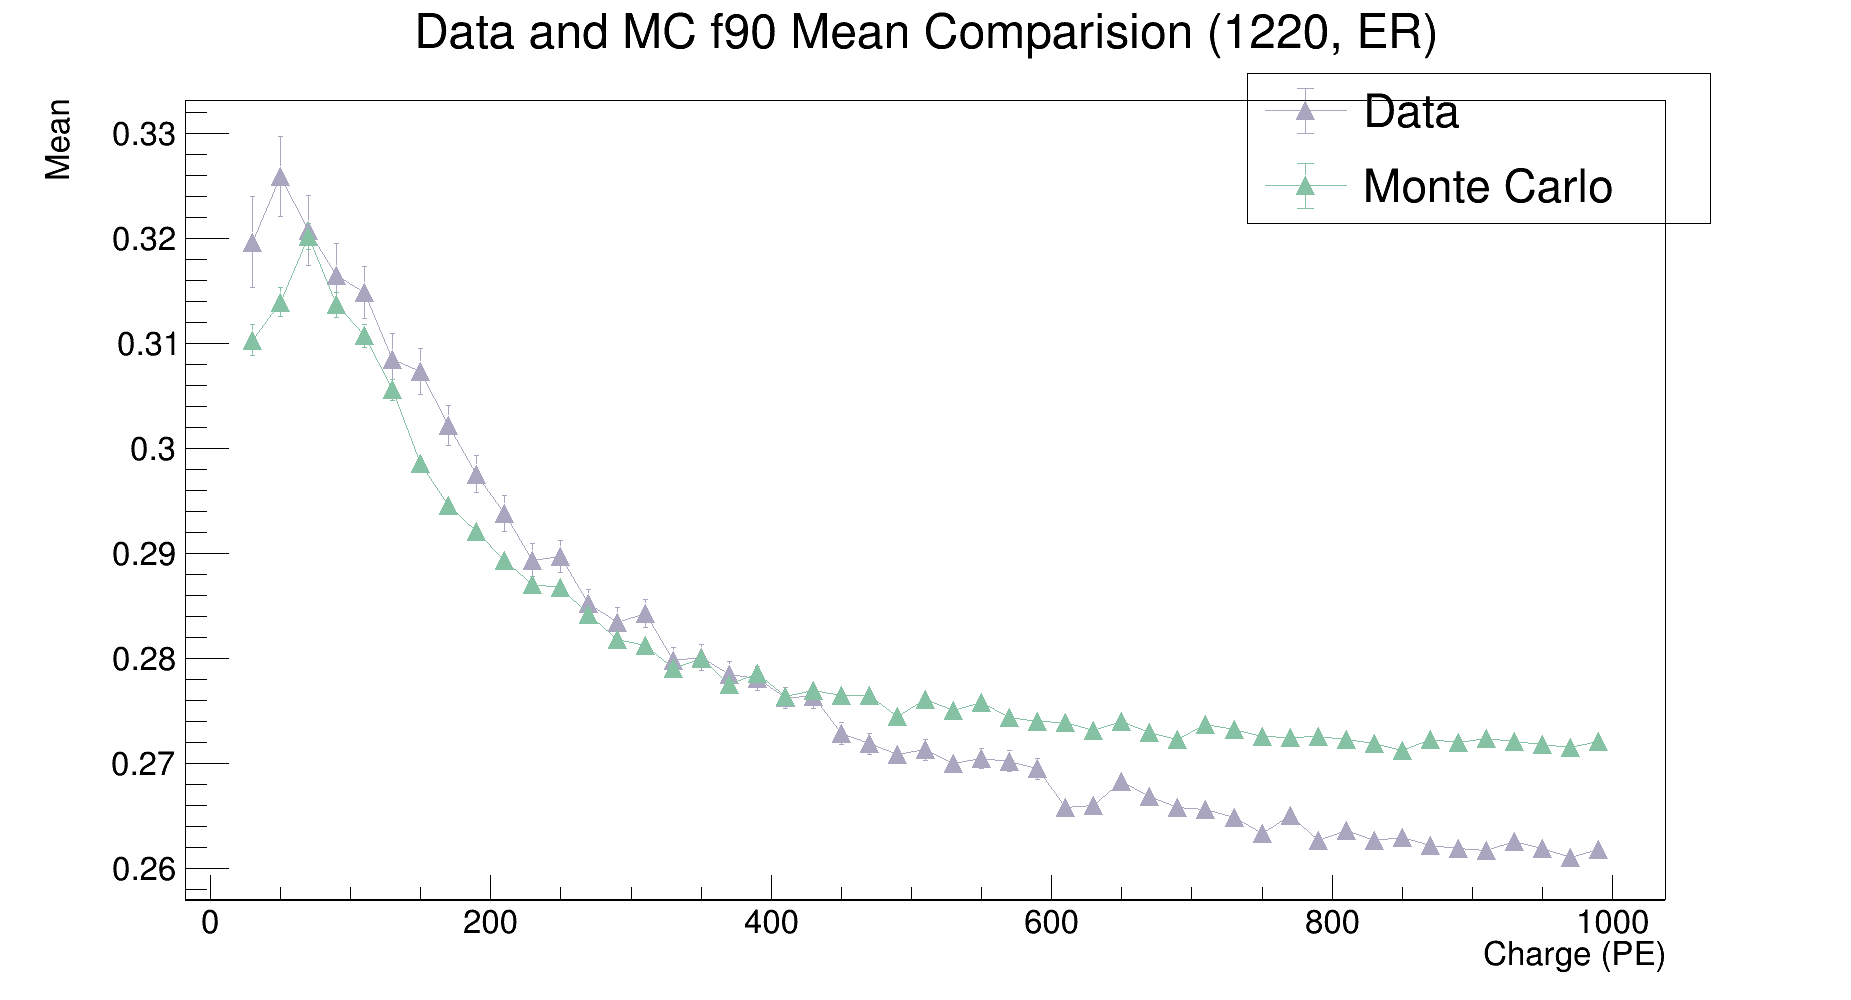 Data and MC f90 Mean Comparision (1220, ER)
Mean
Data
Monte Carlo
0.33
0.32
0.31
0.3
0.29
0.28
0.27
0.26
0 200 400 600 800 1000
Charge (PE)